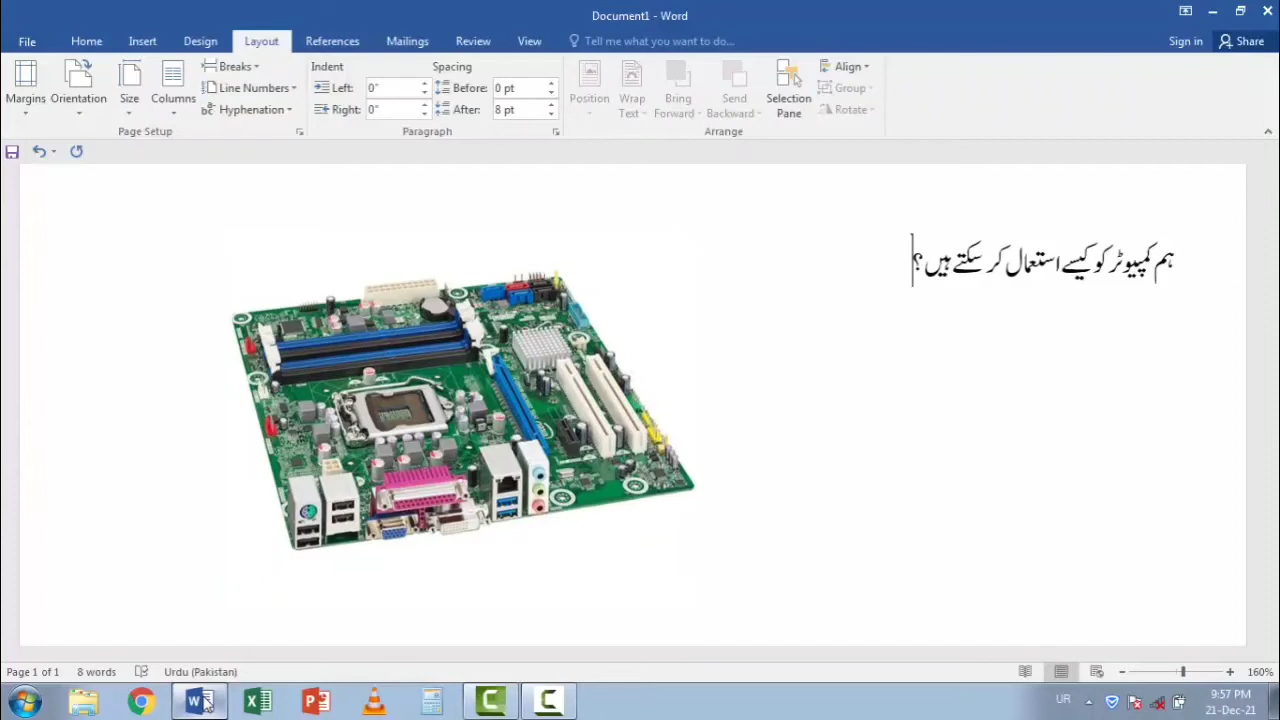 Document1 - Word
File Home Insert Design Layout References Mailings Review View Tell me what you want to do... Sign in Share
Margins Orientation Size Columns Breaks Line Numbers Hyphenation
Page Setup
Indent Spacing
Left: 0" Before: 0 pt
Right: 0" After: 8 pt
Paragraph
Position Wrap Text Bring Forward Send Backward Selection Pane Align Group Rotate
Arrange
ہم کمپیوٹر کو کیسے استعمال کر سکتے ہیں؟
Page 1 of 1 8 words Urdu (Pakistan) 160%
UR 9:57 PM
21-Dec-21